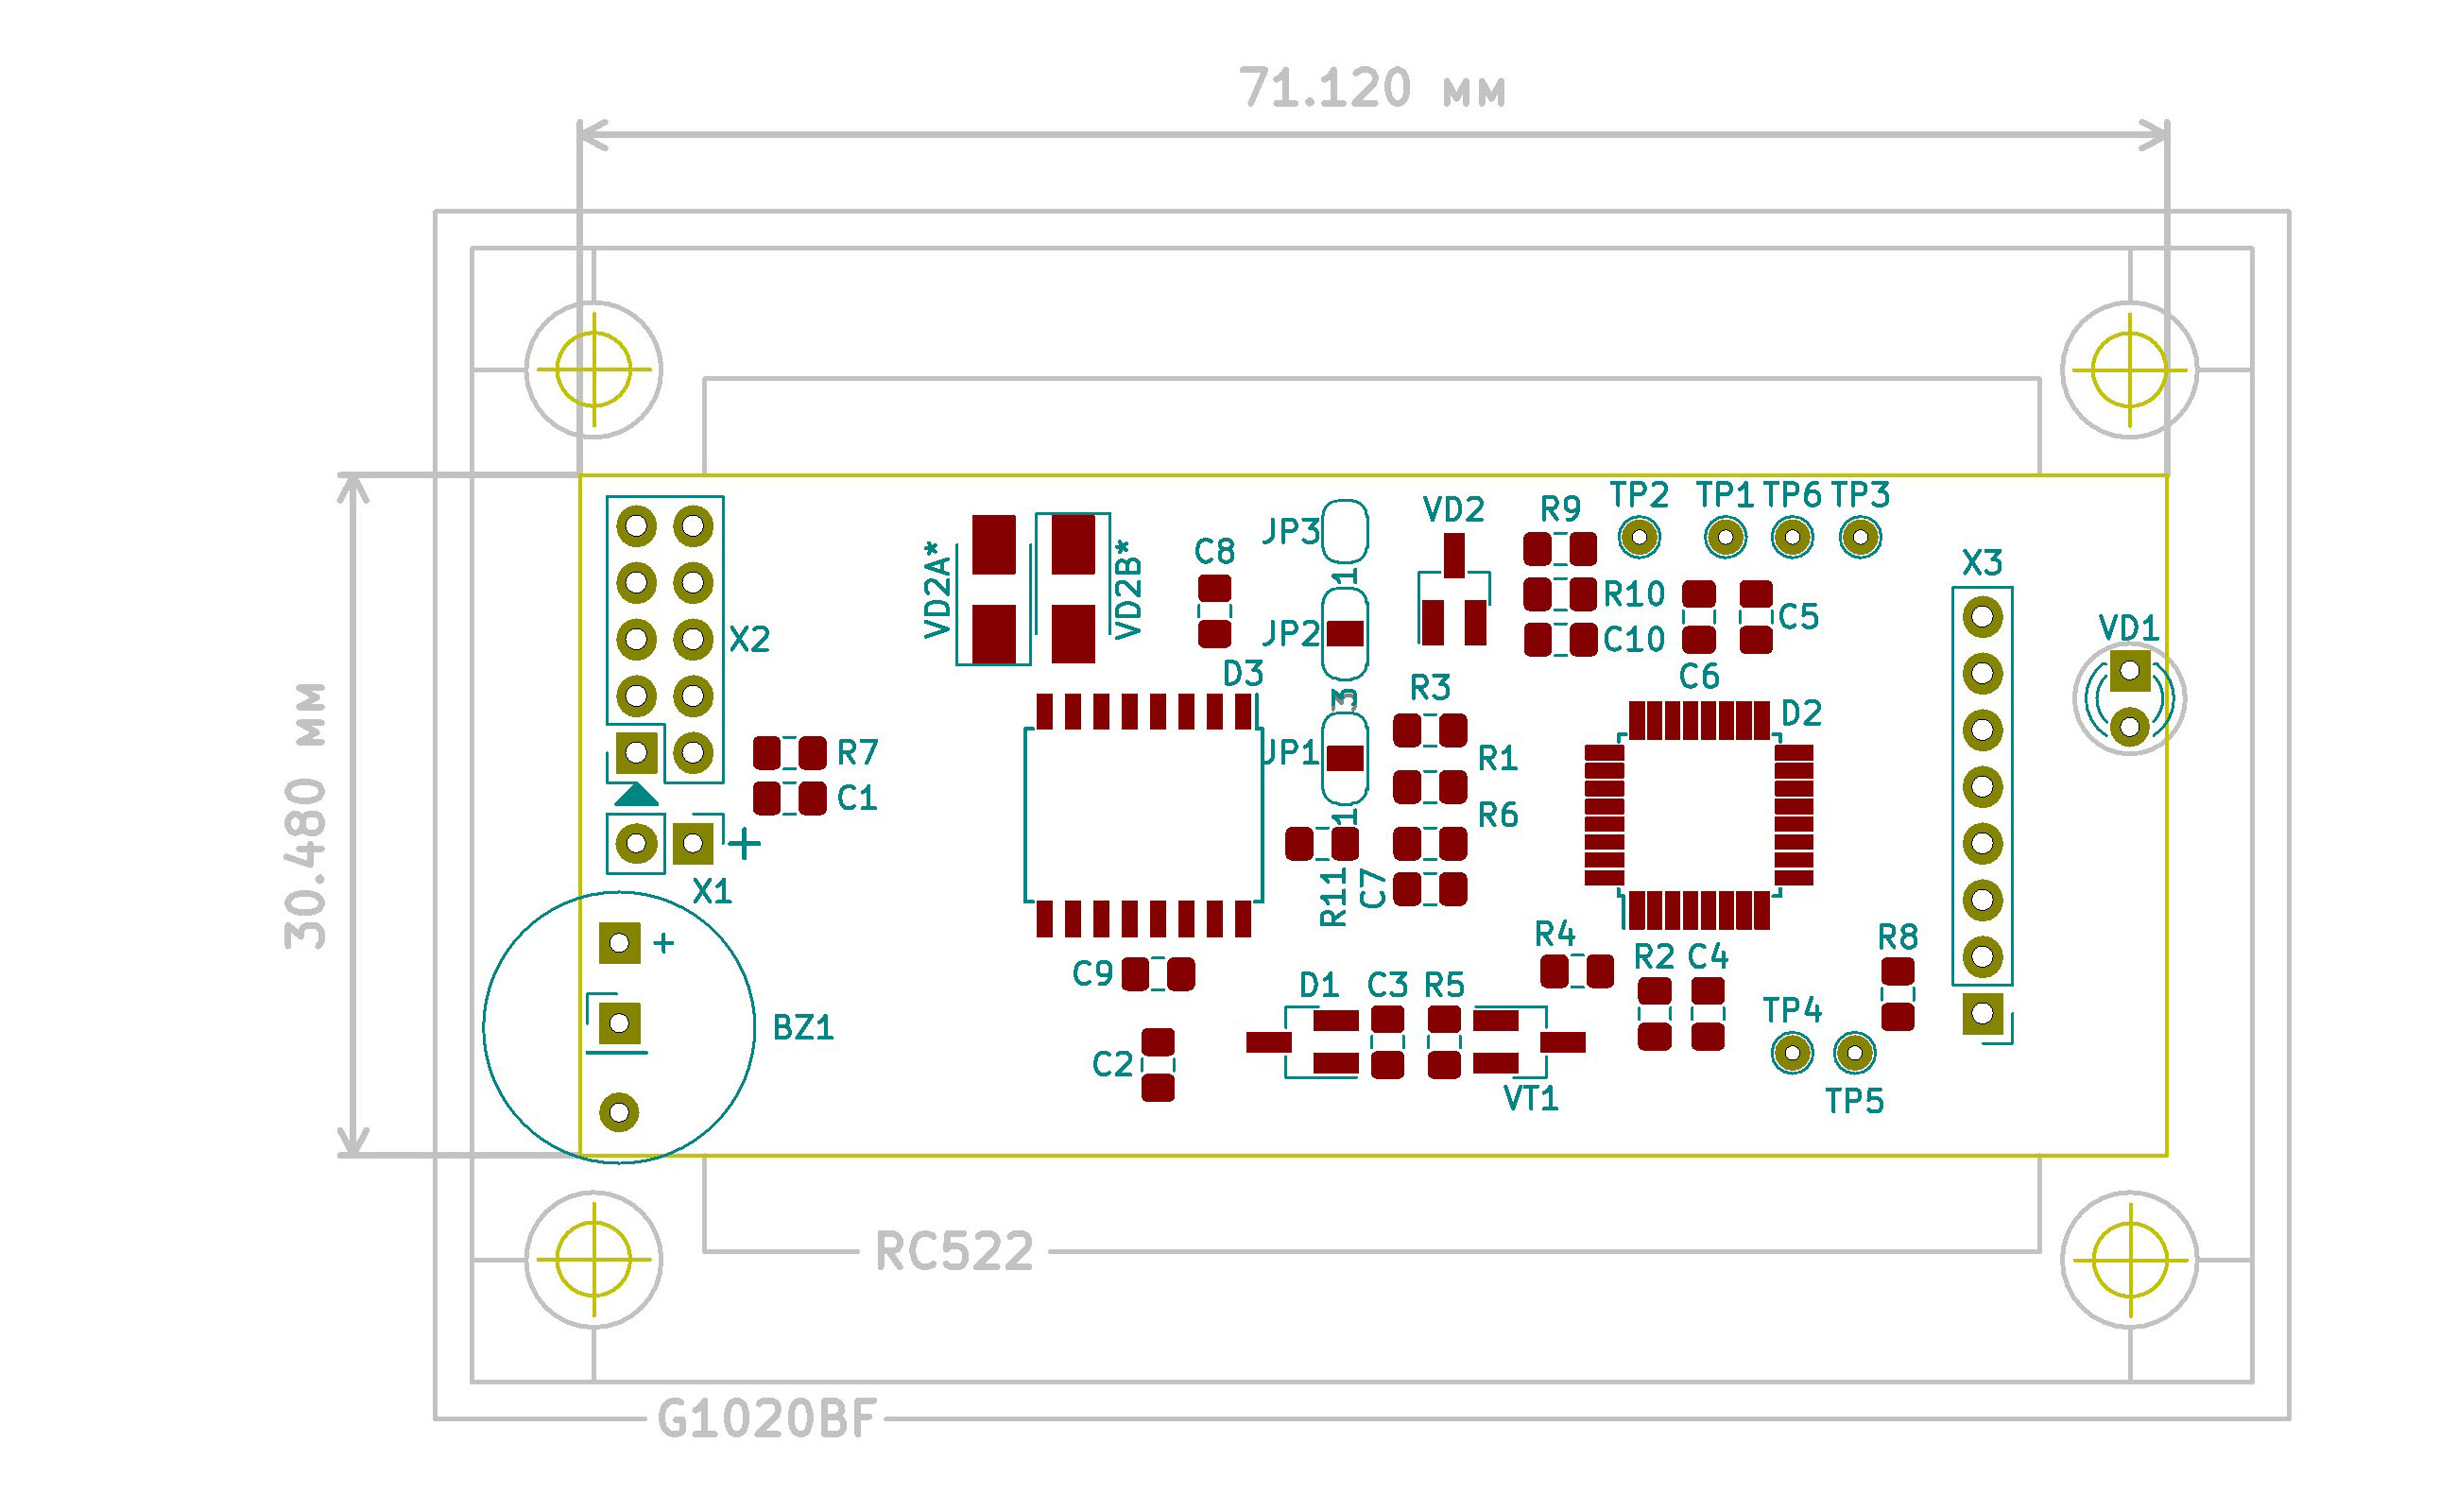 71.120 мм
TP2
TP1
TP6
TP3
VD2
R9
JP3
C8
X3
VD2A*
VD2B*
1
R10
C5
X2
JP2
C10
VD1
D3
C6
R3
3
D2
R7
JP1
R1
C1
R6
1
+
30.480 мм
X1
R11
C7
+
R4
R8
R2
C4
C9
D1
C3
R5
TP4
BZ1
C2
VT1
TP5
RC522
G1020BF